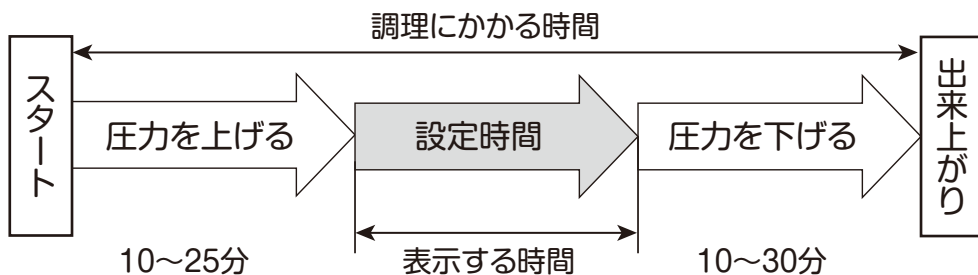 調理にかかる時間
スタート
圧力を上げる
設定時間
圧力を下げる
出来上がり
10〜25分
表示する時間
10〜30分